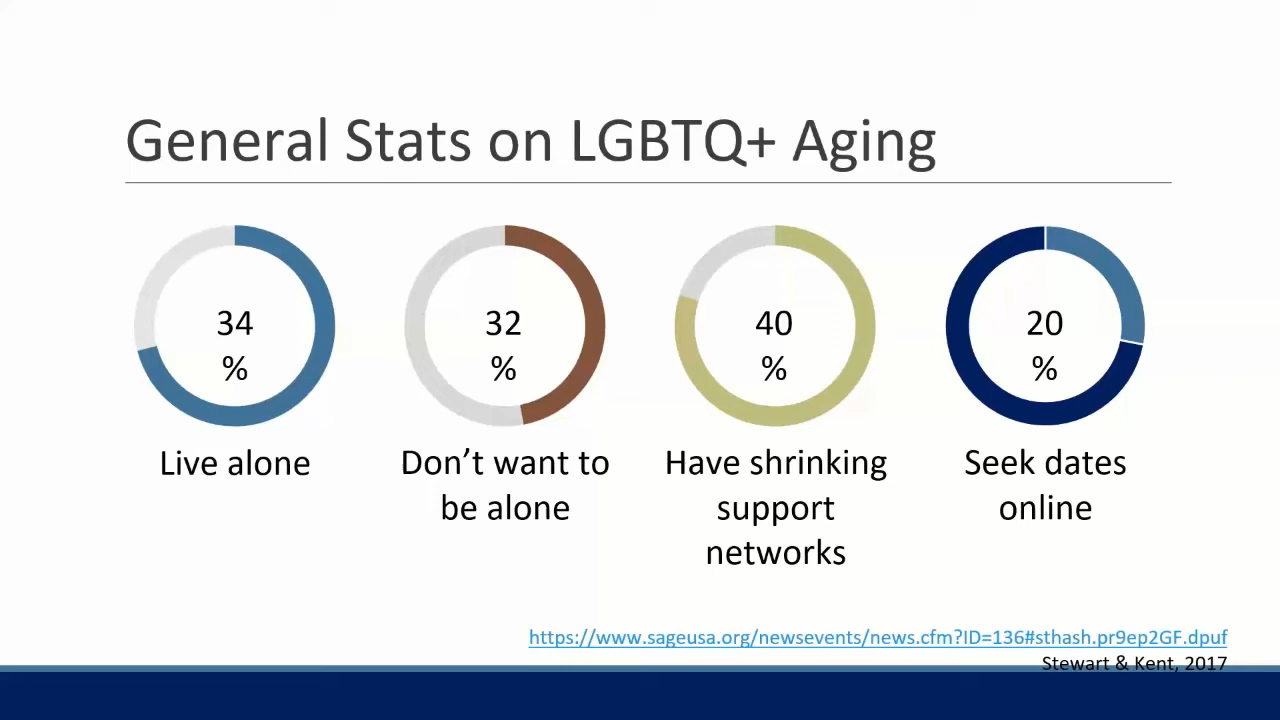 General Stats on LGBTQ+ Aging
34
%
Live alone
32
%
Don’t want to
be alone
40
%
Have shrinking
support
networks
20
%
Seek dates
online
https://www.sageusa.org/newsevents/news.cfm?ID=136#sthash.pr9ep2GF.dpuf
Stewart & Kent, 2017